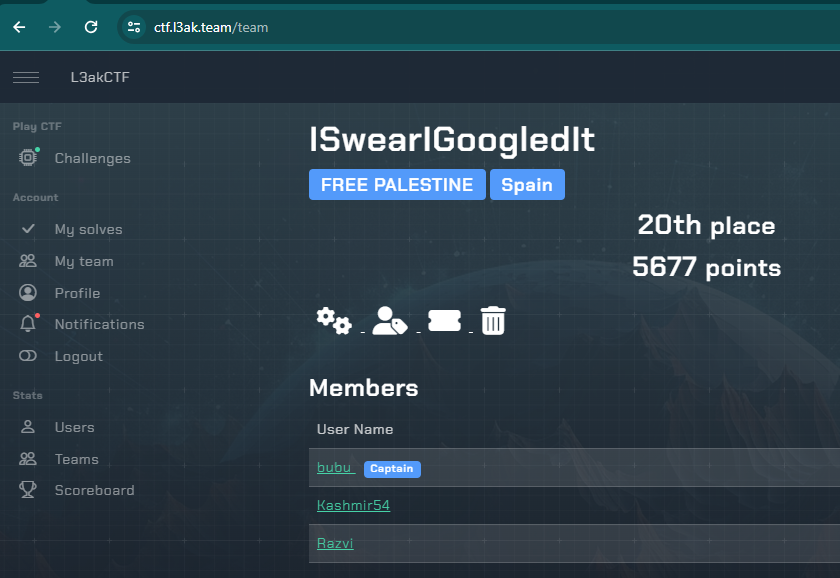 ctf.l3ak.team/team
L3akCTF
Play CTF
Challenges
Account
My solves
My team
Profile
Notifications
Logout
Stats
Users
Teams
Scoreboard
ISwearIGoogledIt
FREE PALESTINE Spain
20th place
5677 points
Members
User Name
bubu_ Captain
Kashmir54
Razvi